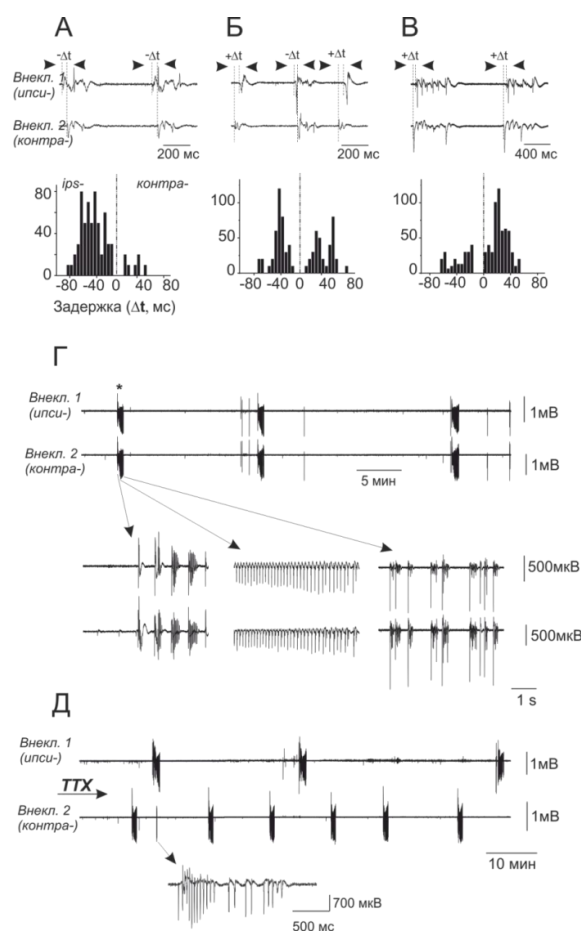 А Б В
-Δt -Δt +Δt -Δt +Δt +Δt +Δt
Внекл. 1
(ипси-)
Внекл. 2
(контра-)
200 мс 200 мс 400 мс
80 ips- контра-
40
0
100
50
0
100
50
0
-80 -40 0 40 80 -80 -40 0 40 80 -80 -40 0 40 80
Задержка (Δt, мс)
Г
*
Внекл. 1
(ипси-)
1мВ
Внекл. 2
(контра-)
1мВ
5 мин
500мкВ
500мкВ
1 s
Д
Внекл. 1
(ипси-)
1мВ
TTX
Внекл. 2
(контра-)
1мВ
10 мин
700 мкВ
500 мс